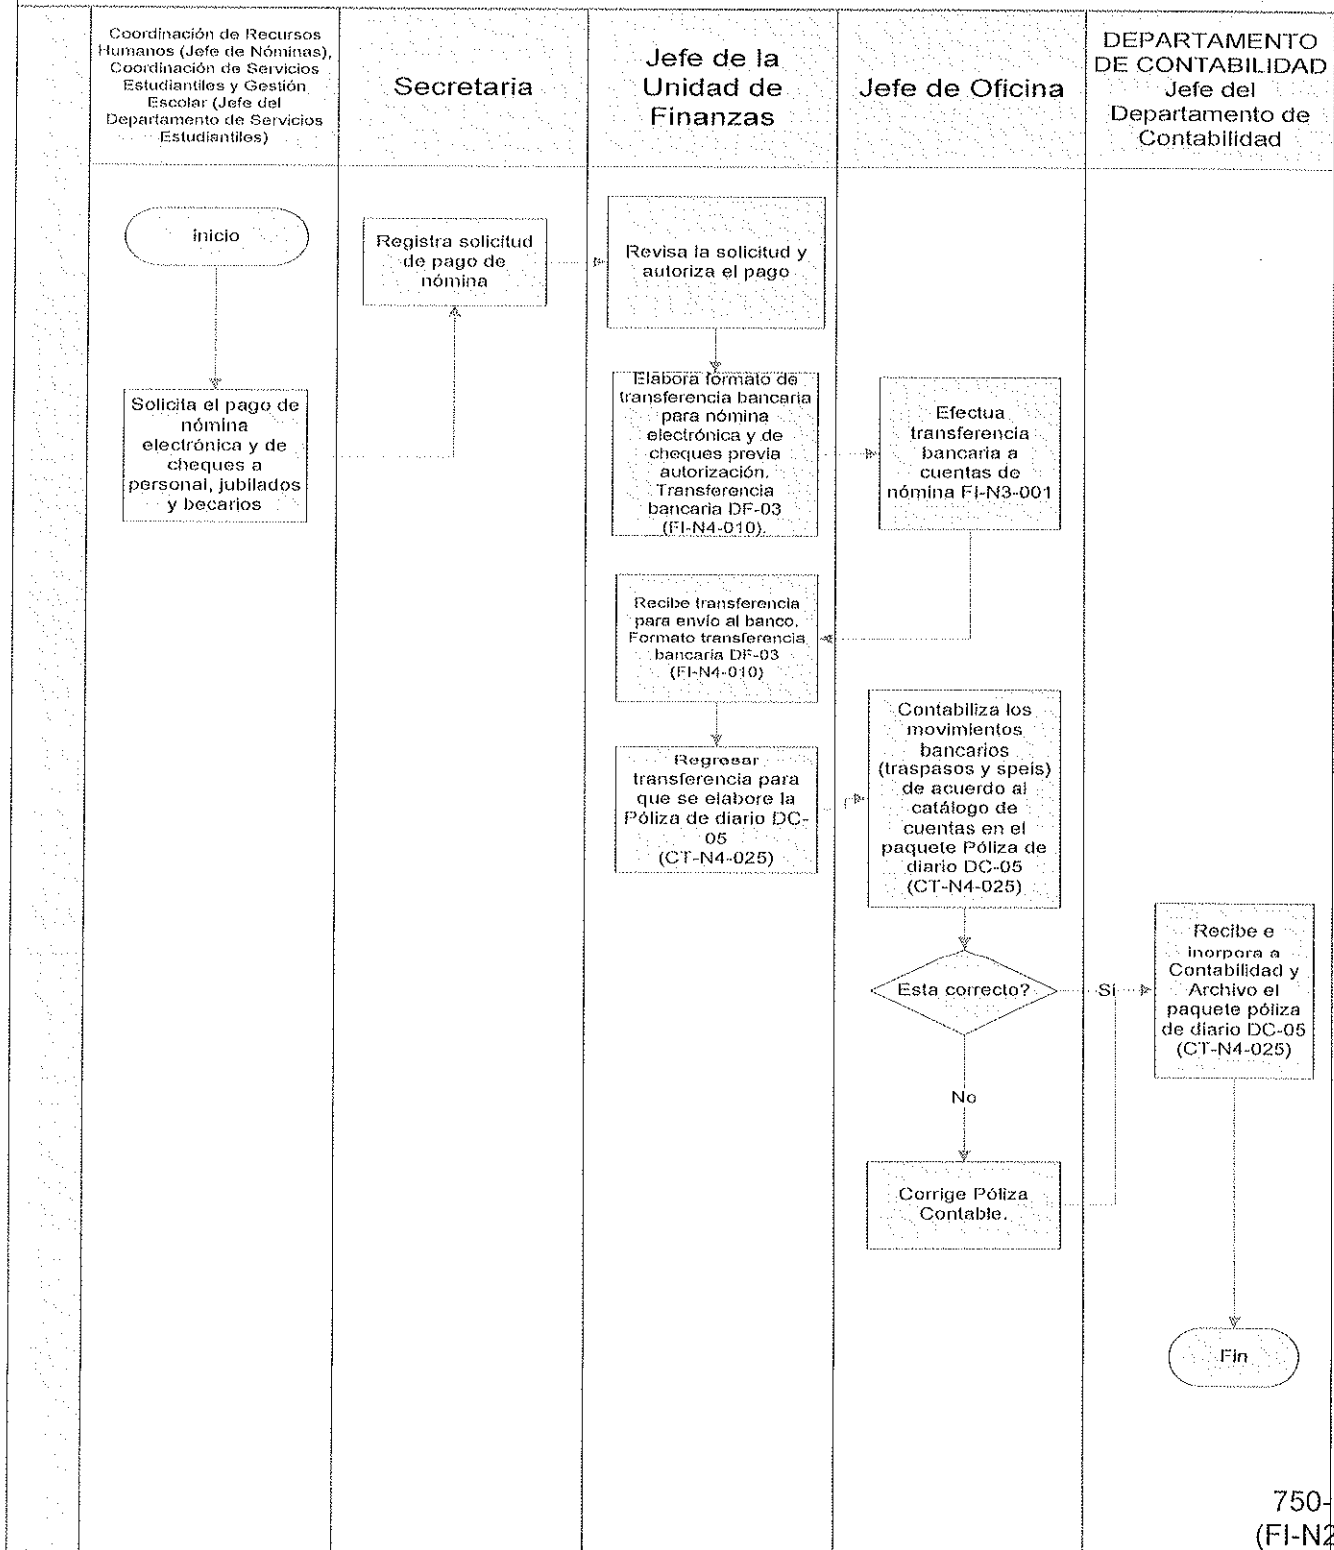 Coordinación de Recursos
Humanos (Jefe de Nóminas),
Coordinación de Servicios
Estudiantiles y Gestión
Escolar (Jefe del
Departamento de Servicios
Estudiantiles)
Secretaria
Jefe de la
Unidad de
Finanzas
Jefe de Oficina
DEPARTAMENTO
DE CONTABILIDAD
Jefe del
Departamento de
Contabilidad
inicio
Registra solicitud
de pago de
nómina
Revisa la solicitud y
autoriza el pago
Solicita el pago de
nómina
electrónica y de
cheques a
personal, jubilados
y becarios
Elabora formato de
transferencia bancaria
para nómina
electrónica y de
cheques previa
autorización.
Transferencia
bancaria DF-03
(FI-N4-010).
Efectua
transferencia
bancaria a
cuentas de
nómina FI-N3-001
Recibe transferencia
para envío al banco.
Formato transferencia
bancaria DF-03
(FI-N4-010)
Regresar
transferencia para
que se elabore la
Póliza de diario DC-
05
(CT-N4-025)
Contabiliza los
movimientos
bancarios
(traspasos y speis)
de acuerdo al
catálogo de
cuentas en el
paquete Póliza de
diario DC-05
(CT-N4-025)
Esta correcto?
Sí
No
Recibe e
inorpora a
Contabilidad y
Archivo el
paquete póliza
de diario DC-05
(CT-N4-025)
Corrige Póliza
Contable.
Fin
750-
(FI-N2